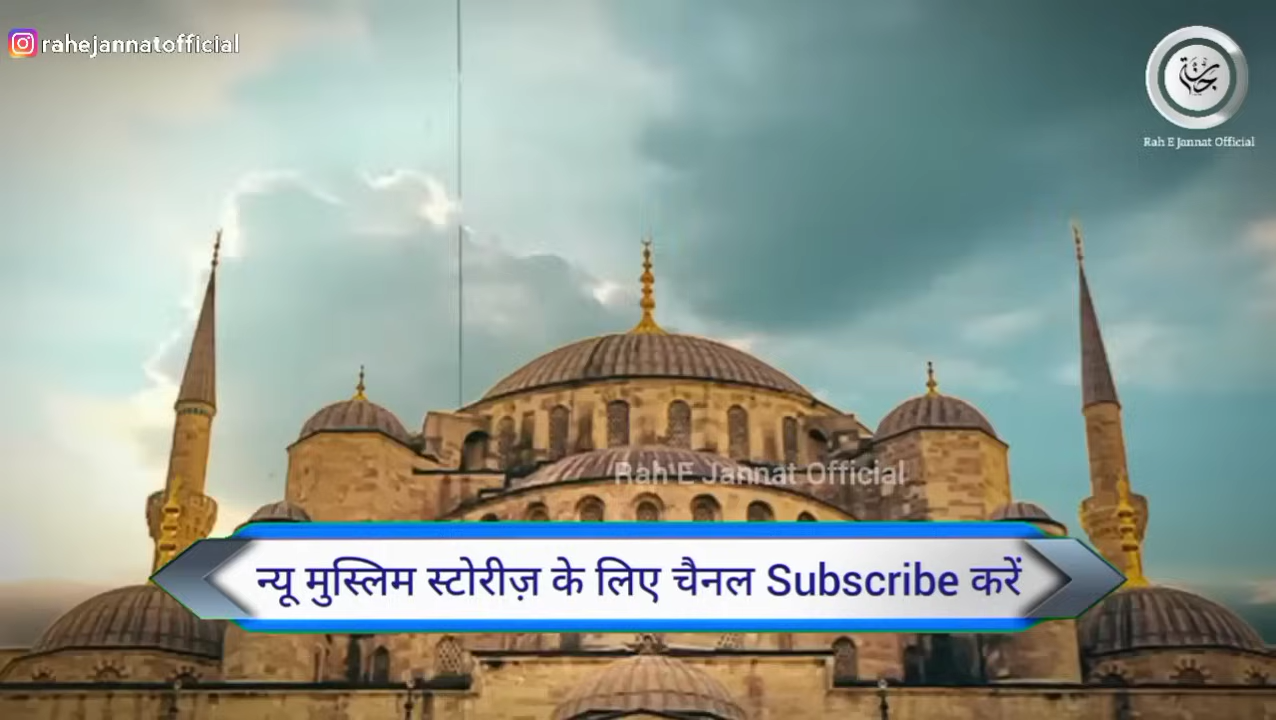 rahejannatofficial
Rah E Jannat Official
Rah E Jannat Official
न्यू मुस्लिम स्टोरीज़ के लिए चैनल Subscribe करें